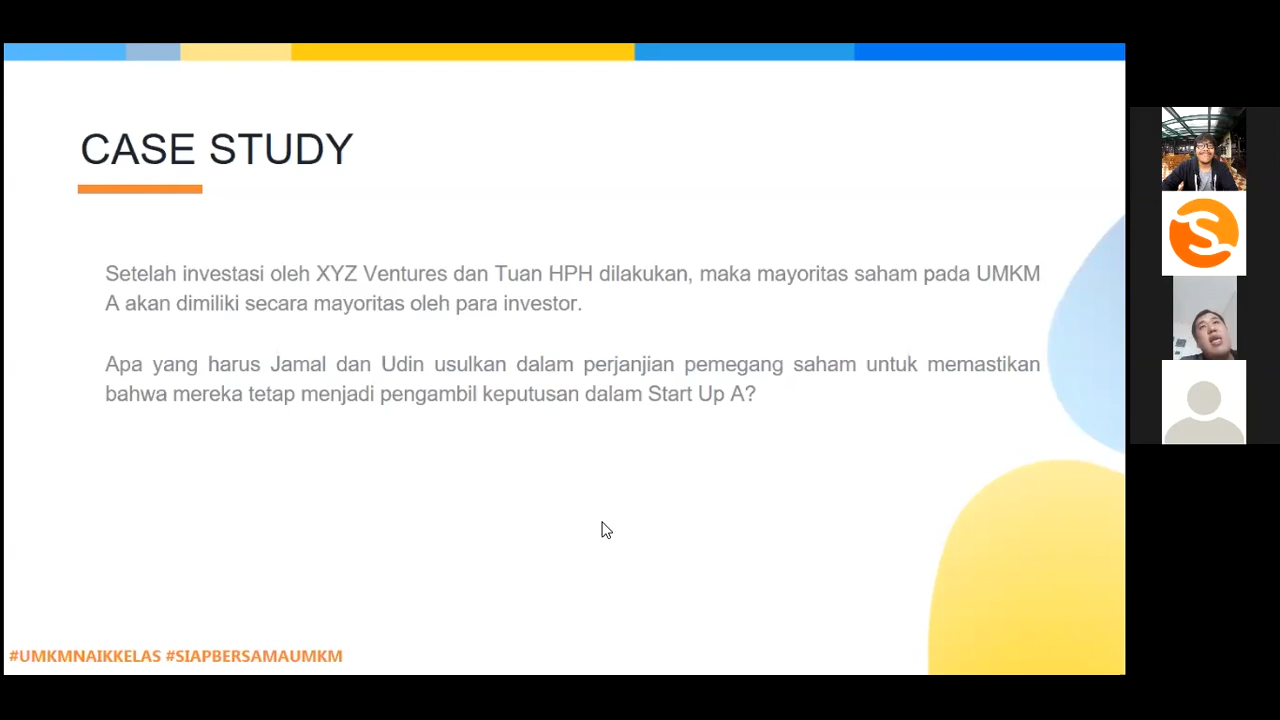 CASE STUDY
Setelah investasi oleh XYZ Ventures dan Tuan HPH dilakukan, maka mayoritas saham pada UMKM
A akan dimiliki secara mayoritas oleh para investor.
Apa yang harus Jamal dan Udin usulkan dalam perjanjian pemegang saham untuk memastikan
bahwa mereka tetap menjadi pengambil keputusan dalam Start Up A?
#UMKMNAIKKELAS #SIAPBERSAMAUMKM
S